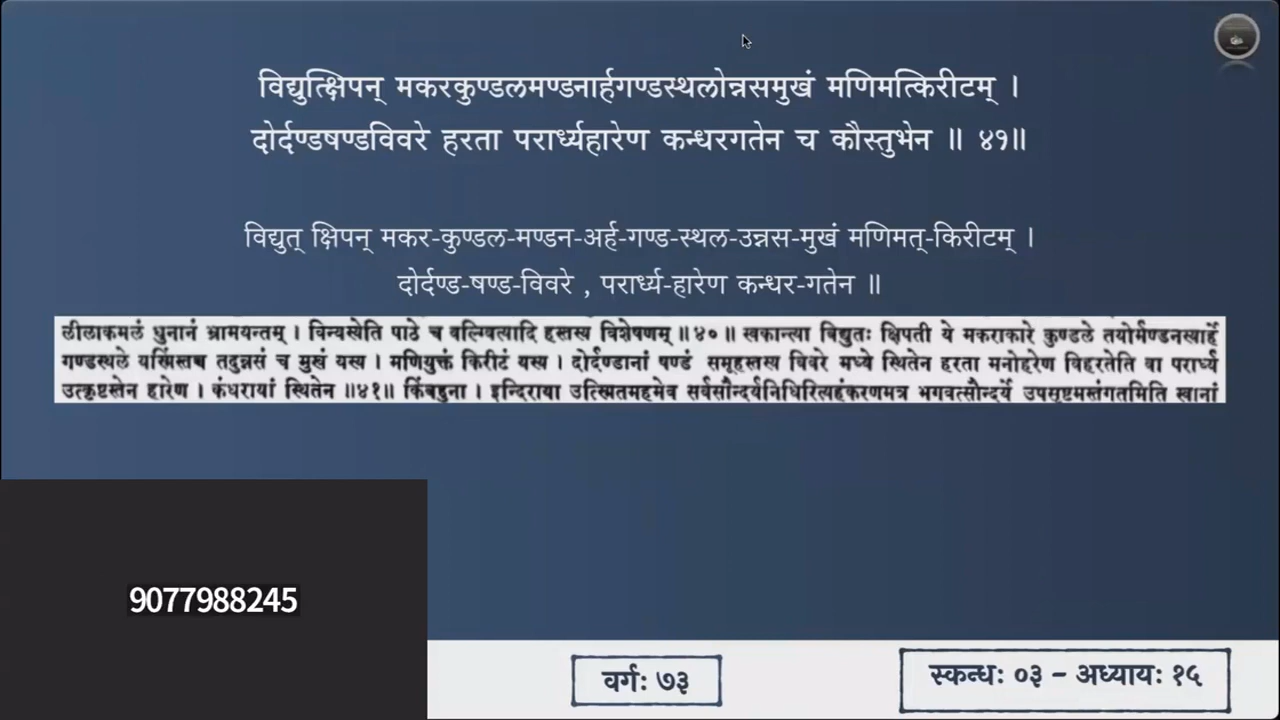 विद्युत्क्षिपन् मकरकुण्डलमण्डनार्हगण्डस्थलोन्नसमुखं मणिमत्किरीटम् ।
दोर्दण्डषण्डविवरे हरता परार्ध्यहारेण कन्धरगतेन च कौस्तुभेन ॥ ४१॥
विद्युत् क्षिपन् मकर-कुण्डल-मण्डन-अर्ह-गण्ड-स्थल-उन्नस-मुखं मणिमत्-किरीटम् ।
दोर्दण्ड-षण्ड-विवरे , परार्ध्य-हारेण कन्धर-गतेन ॥
लीलाकमलं धुनानं भ्रामयन्तम् । विन्यस्येति पाठे च वल्ग्वित्यादि हस्तस्य विशेषणम् ॥४०॥ स्वकान्त्या विद्युतः क्षिपती ये मकराकारे कुण्डले तयोर्मण्डनस्यार्हे
गण्डस्थले यस्मिंस्तच्च तदुन्नसं च मुखं यस्य । मणियुक्तं किरीटं यस्य । दोर्दण्डानां षण्डं समूहस्तस्य विवरे मध्ये स्थितेन हरता मनोहरेण विहरतेति वा परार्ध्य
उत्कृष्टस्तेन हारेण । कंधरायां स्थितेन ॥४१॥ किंबहुना । इन्दिराया उत्स्मितमहमेव सर्वसौन्दर्यनिधिरित्यहंकरणमत्र भगवत्सौन्दर्ये उपसृष्टमस्तंगतमिति स्वानां
9077988245
वर्गः ७३
स्कन्धः ०३ - अध्यायः १५